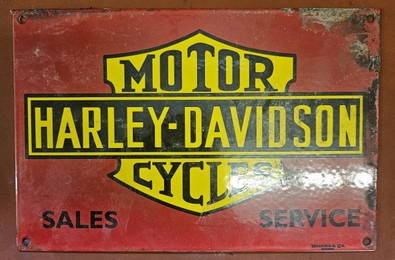 MOTOR
HARLEY-DAVIDSON
CYCLES
SALES SERVICE